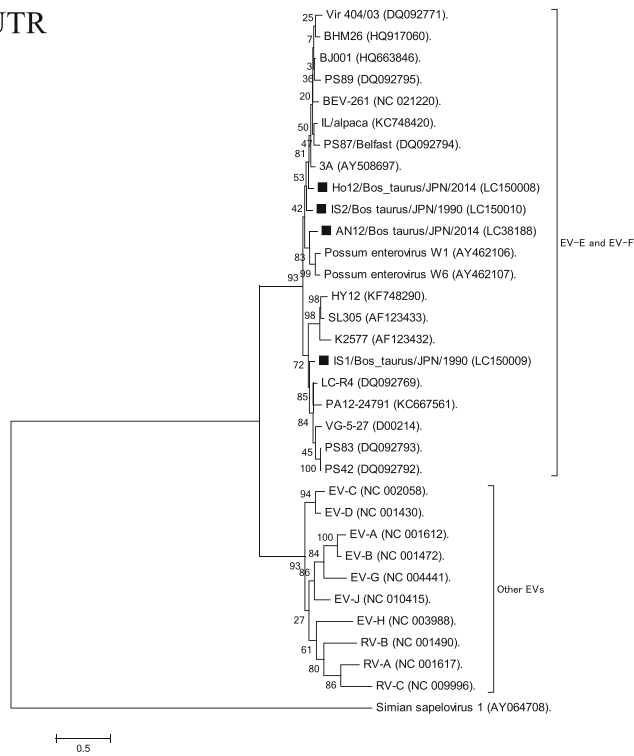 UTR
Vir 404/03 (DQ092771).
BHM26 (HQ917060).
BJ001 (HQ663846).
PS89 (DQ092795).
BEV-261 (NC 021220).
IL/alpaca (KC748420).
PS87/Belfast (DQ092794).
3A (AY508697).
Ho12/Bos_taurus/JPN/2014 (LC150008)
IS2/Bos taurus/JPN/1990 (LC150010)
AN12/Bos taurus/JPN/2014 (LC38188)
Possum enterovirus W1 (AY462106).
Possum enterovirus W6 (AY462107).
HY12 (KF748290).
SL305 (AF123433).
K2577 (AF123432).
IS1/Bos_taurus/JPN/1990 (LC150009)
LC-R4 (DQ092769).
PA12-24791 (KC667561).
VG-5-27 (D00214).
PS83 (DQ092793).
PS42 (DQ092792).
EV-C (NC 002058).
EV-D (NC 001430).
EV-A (NC 001612).
EV-B (NC 001472).
EV-G (NC 004441).
EV-J (NC 010415).
EV-H (NC 003988).
RV-B (NC 001490).
RV-A (NC 001617).
RV-C (NC 009996).
Simian sapelovirus 1 (AY064708).
EV-E and EV-F
Other EVs
25
7
3
36
20
50
47
81
53
42
83
99
93
98
98
72
85
84
45
100
94
100
84
93
86
27
61
80
86
0.5